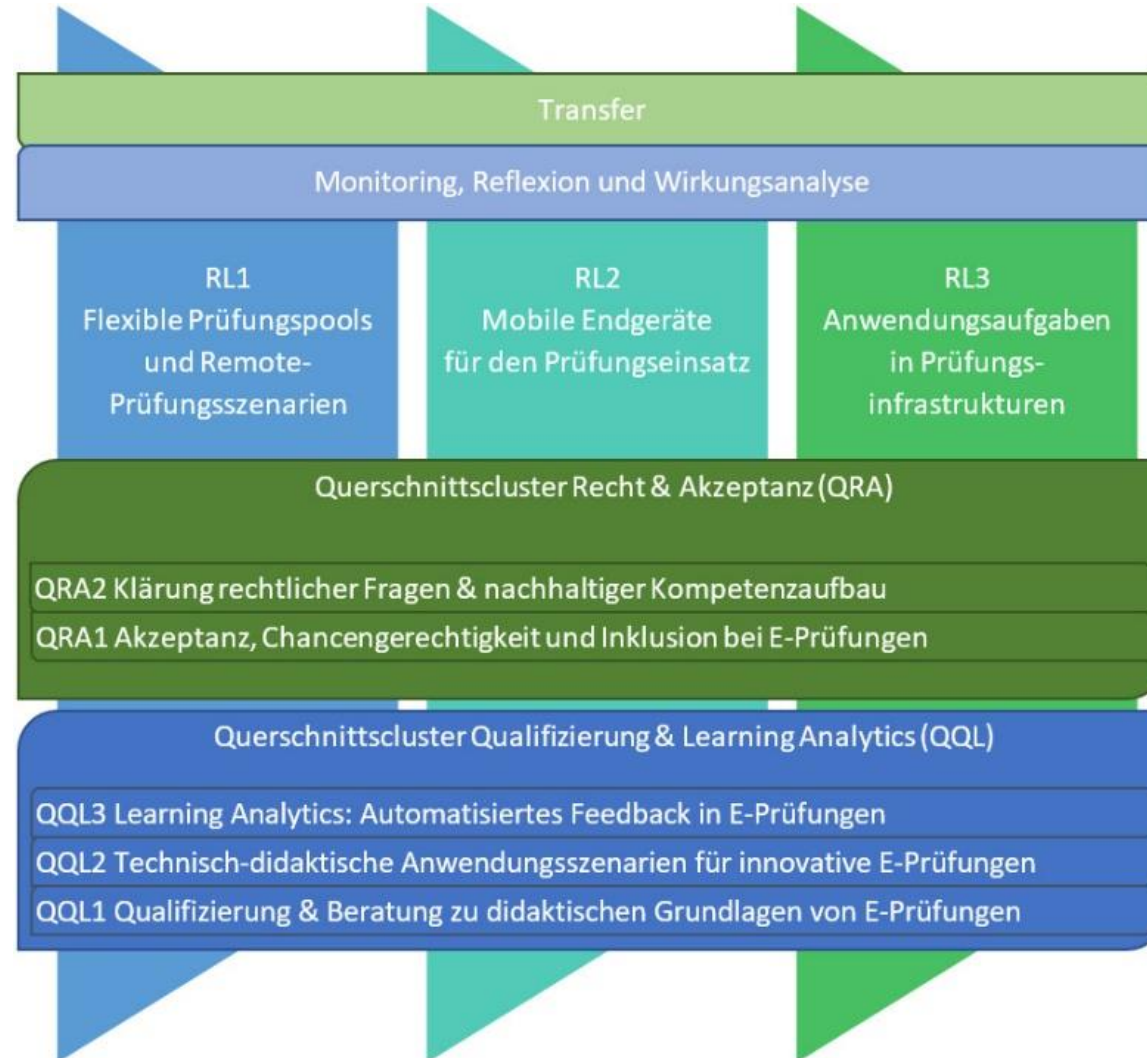 Transfer
Monitoring, Reflexion und Wirkungsanalyse
RL1
Flexible Prüfungspools
und Remote-
Prüfungsszenarien
RL2
Mobile Endgeräte
für den Prüfungseinsatz
RL3
Anwendungsaufgaben
in Prüfungs-
infrastrukturen
Querschnittscluster Recht & Akzeptanz (QRA)
QRA2 Klärung rechtlicher Fragen & nachhaltiger Kompetenzaufbau
QRA1 Akzeptanz, Chancengerechtigkeit und Inklusion bei E-Prüfungen
Querschnittscluster Qualifizierung & Learning Analytics (QQL)
QQL3 Learning Analytics: Automatisiertes Feedback in E-Prüfungen
QQL2 Technisch-didaktische Anwendungsszenarien für innovative E-Prüfungen
QQL1 Qualifizierung & Beratung zu didaktischen Grundlagen von E-Prüfungen